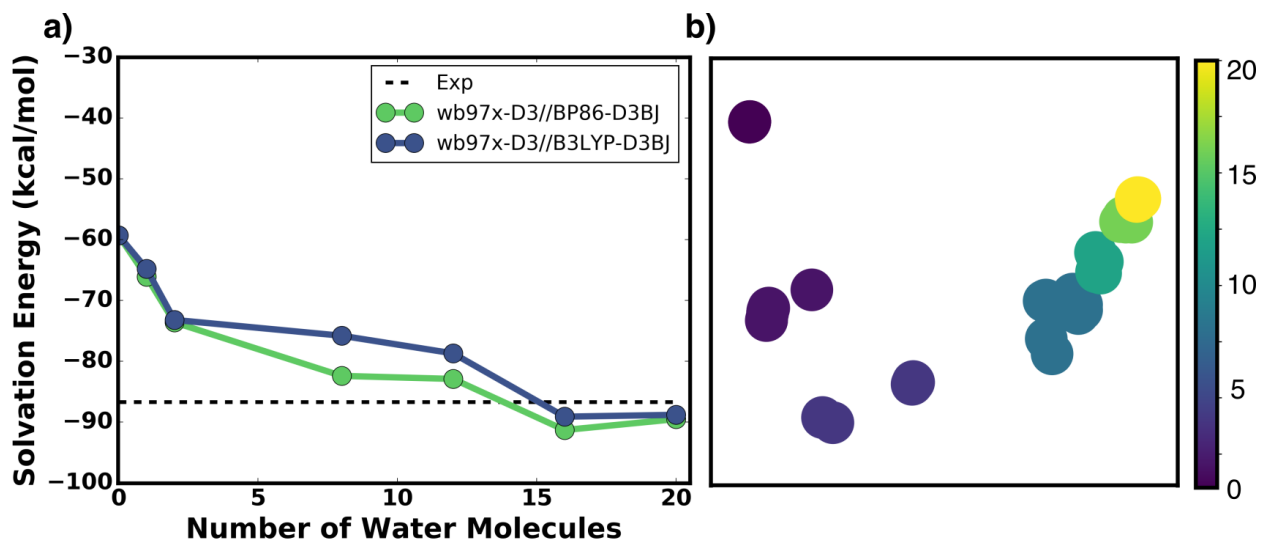 a)
b)
Solvation Energy (kcal/mol)
−30
−40
−50
−60
−70
−80
−90
−100
Exp
wb97x-D3//BP86-D3BJ
wb97x-D3//B3LYP-D3BJ
0
5
10
15
20
Number of Water Molecules
20
15
10
5
0